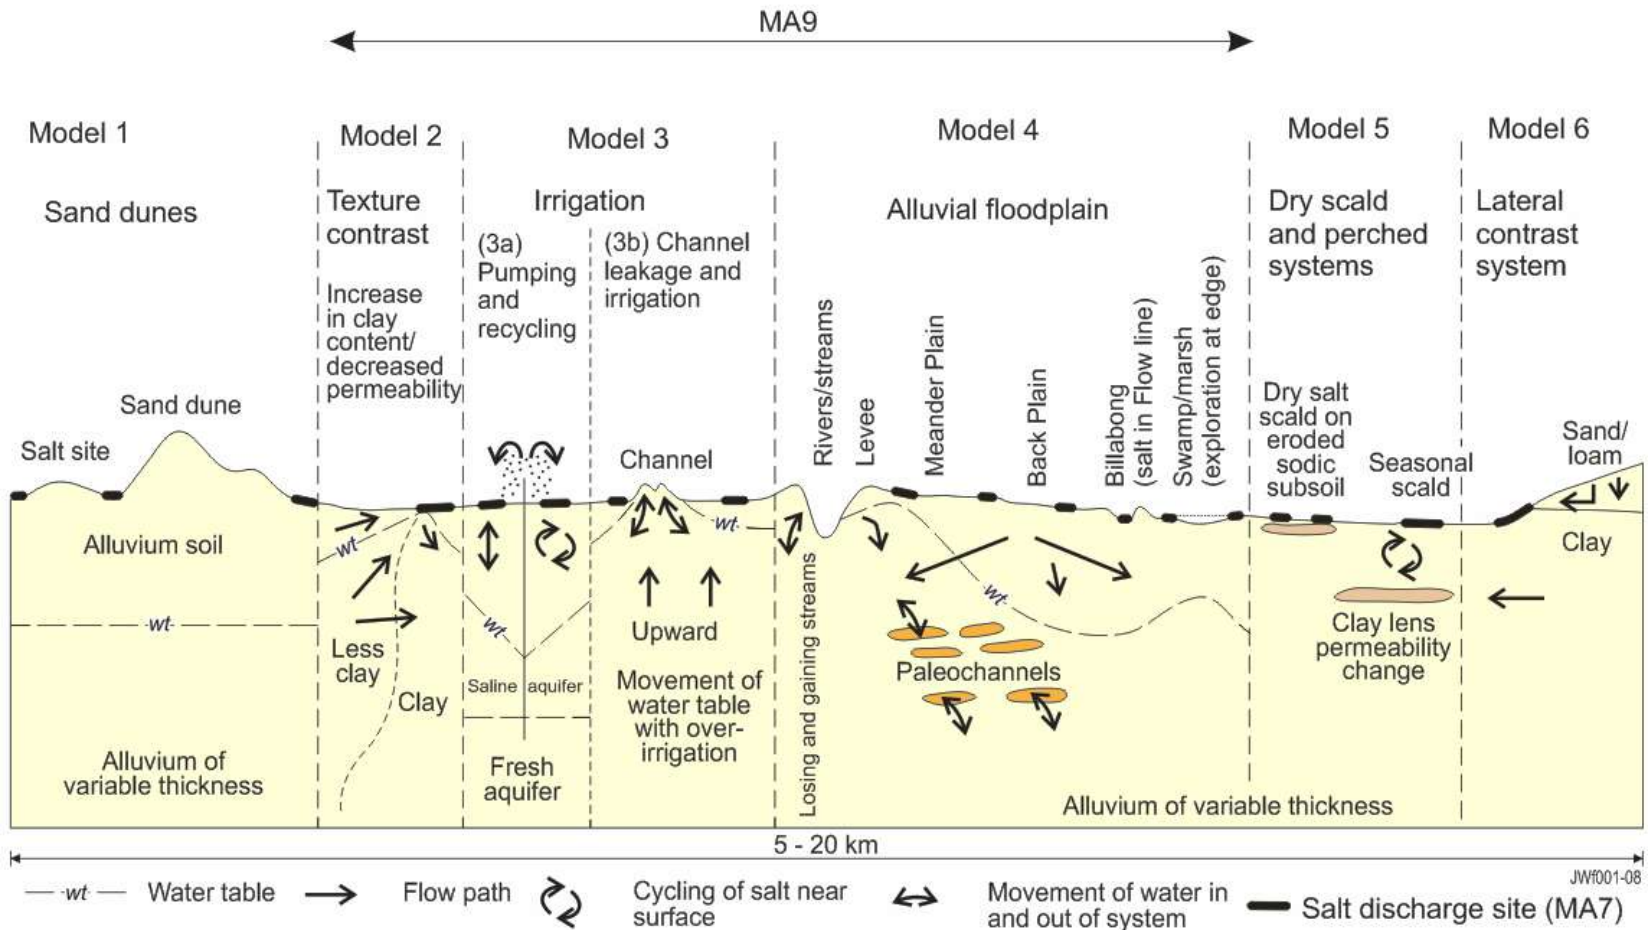 MA9
Model 1
Model 2
Model 3
Model 4
Model 5
Model 6
Sand dunes
Texture
contrast
Increase
in clay
content/
decreased
permeability
Irrigation
(3a)
Pumping
and
recycling
(3b) Channel
leakage and
irrigation
Alluvial floodplain
Dry scald
and perched
systems
Lateral
contrast
system
Sand dune
Salt site
Channel
Rivers/streams
Levee
Meander Plain
Back Plain
Billabong
(salt in Flow line)
Swamp/marsh
(exploration at edge)
Dry salt
scald on
eroded
sodic
subsoil
Seasonal
scald
Sand/
loam
Alluvium soil
wt
Alluvium of
variable thickness
wt
Less
clay
Clay
wt
Saline aquifer
Fresh
aquifer
wt
Upward
Movement of
water table
with over-
irrigation
Losing and gaining streams
wt
Paleochannels
Clay lens
permeability
change
Clay
Alluvium of variable thickness
5 - 20 km
JWf001-08
wt Water table
Flow path
Cycling of salt near
surface
Movement of water in
and out of system
Salt discharge site (MA7)